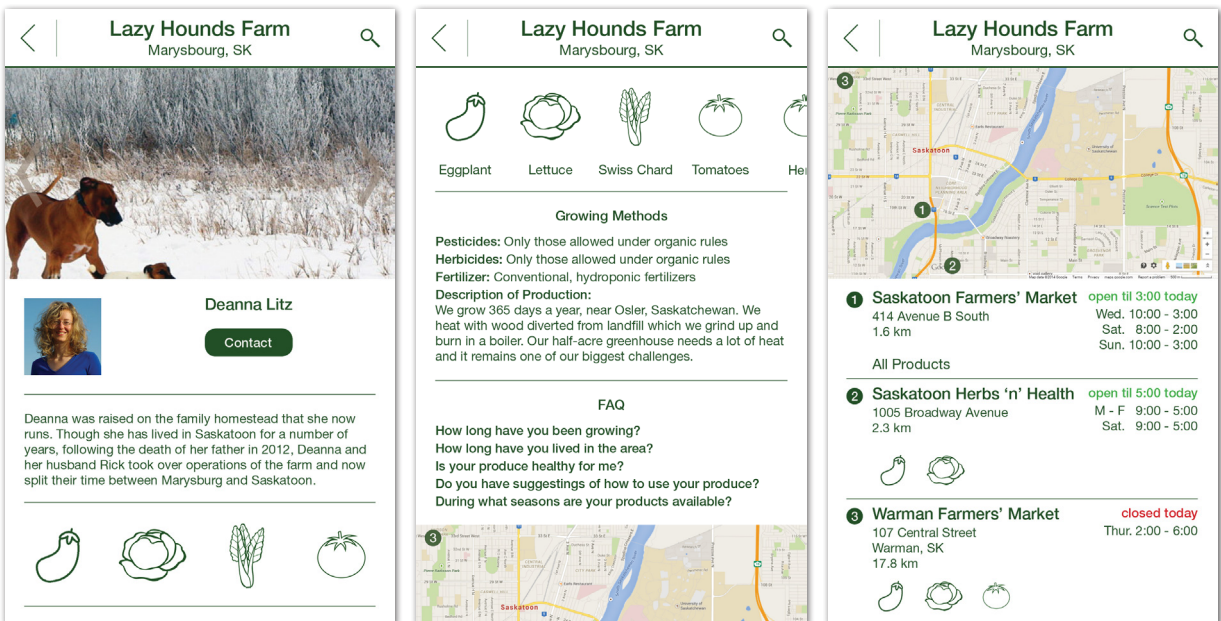 Lazy Hounds Farm
Marysbourg, SK
Deanna Litz
Contact
Deanna was raised on the family homestead that she now
runs. Though she has lived in Saskatoon for a number of
years, following the death of her father in 2012, Deanna and
her husband Rick took over operations of the farm and now
split their time between Marysburg and Saskatoon.
Lazy Hounds Farm
Marysbourg, SK
Eggplant
Lettuce
Swiss Chard
Tomatoes
Growing Methods
Pesticides: Only those allowed under organic rules
Herbicides: Only those allowed under organic rules
Fertilizer: Conventional, hydroponic fertilizers
Description of Production:
We grow 365 days a year, near Osler, Saskatchewan. We
heat with wood diverted from landfill which we grind up and
burn in a boiler. Our half-acre greenhouse needs a lot of heat
and it remains one of our biggest challenges.
FAQ
How long have you been growing?
How long have you lived in the area?
Is your produce healthy for me?
Do you have suggestings of how to use your produce?
During what seasons are your products available?
3
Saskatoon
Lazy Hounds Farm
Marysbourg, SK
3
Saskatoon
1
2
1 Saskatoon Farmers’ Market open til 3:00 today
414 Avenue B South Wed. 10:00 - 3:00
1.6 km Sat. 8:00 - 2:00
Sun. 10:00 - 3:00
All Products
2 Saskatoon Herbs ‘n’ Health open til 5:00 today
1005 Broadway Avenue M - F 9:00 - 5:00
2.3 km Sat. 9:00 - 5:00
3 Warman Farmers’ Market closed today
107 Central Street Thur. 2:00 - 6:00
Warman, SK
17.8 km